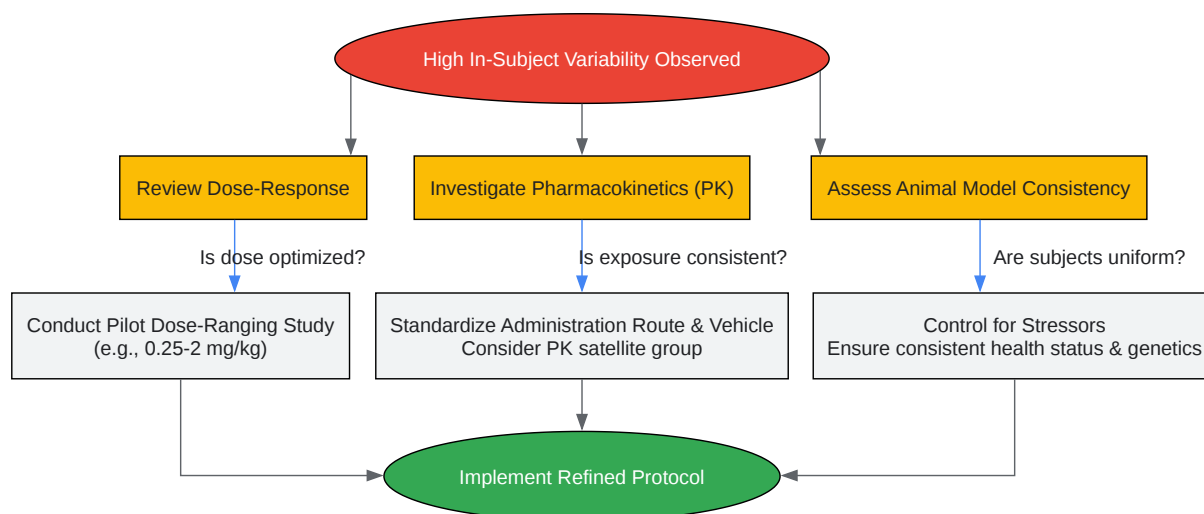 High In-Subject Variability Observed
Review Dose-Response
Investigate Pharmacokinetics (PK)
Assess Animal Model Consistency
Is dose optimized?
Is exposure consistent?
Are subjects uniform?
Conduct Pilot Dose-Ranging Study
(e.g., 0.25-2 mg/kg)
Standardize Administration Route & Vehicle
Consider PK satellite group
Control for Stressors
Ensure consistent health status & genetics
Implement Refined Protocol